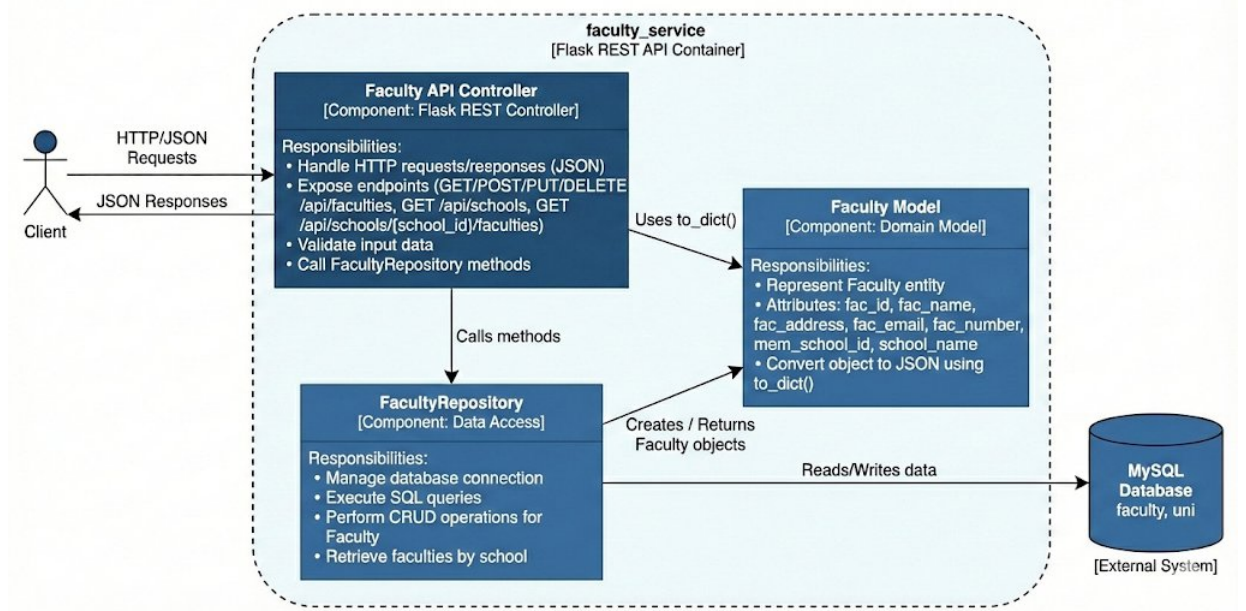 faculty_service
[Flask REST API Container]
Faculty API Controller
[Component: Flask REST Controller]
Responsibilities:
• Handle HTTP requests/responses (JSON)
• Expose endpoints (GET/POST/PUT/DELETE
/api/faculties, GET /api/schools, GET
/api/schools/{school_id}/faculties)
• Validate input data
• Call FacultyRepository methods
HTTP/JSON
Requests
JSON Responses
Client
Uses to_dict()
Faculty Model
[Component: Domain Model]
Responsibilities:
• Represent Faculty entity
• Attributes: fac_id, fac_name,
fac_address, fac_email, fac_number,
mem_school_id, school_name
• Convert object to JSON using
to_dict()
Calls methods
FacultyRepository
[Component: Data Access]
Responsibilities:
• Manage database connection
• Execute SQL queries
• Perform CRUD operations for
Faculty
• Retrieve faculties by school
Creates / Returns
Faculty objects
Reads/Writes data
MySQL
Database
faculty, uni
[External System]